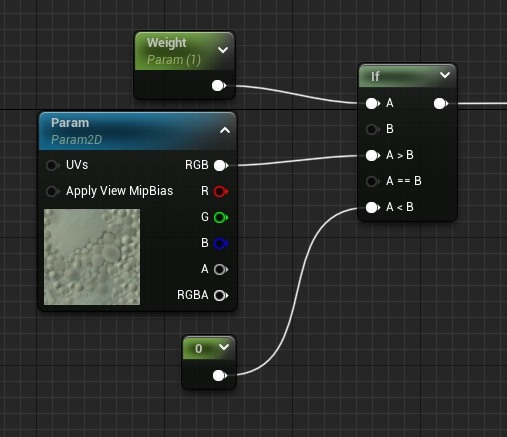 Weight
Param (1)
If
A
B
A > B
A == B
A < B
Param
Param2D
UVs RGB
Apply View MipBias R
G
B
A
RGBA
0